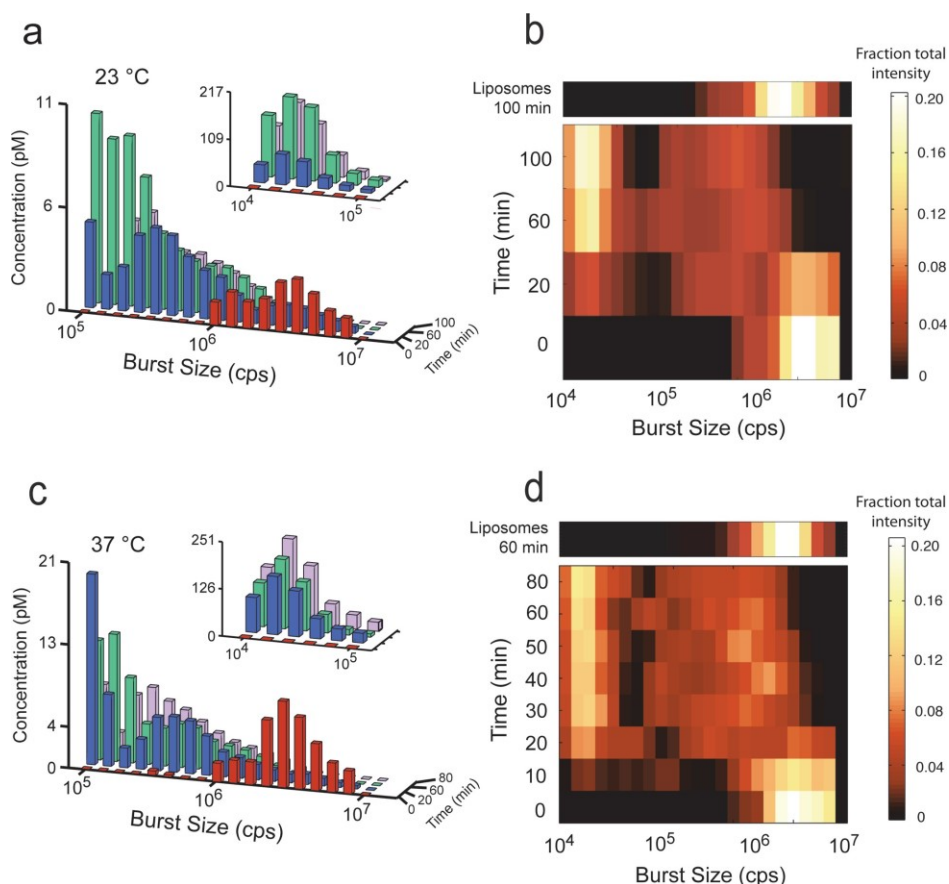 a
23 °C
11
6
0
Concentration (pM)
10^5
10^6
10^7
Burst Size (cps)
0
20
60
100
Time (min)
217
109
0
10^4
10^5
b
Fraction total
intensity
Liposomes
100 min
100
60
20
0
Time (min)
10^4
10^5
10^6
10^7
Burst Size (cps)
0.20
0.16
0.12
0.08
0.04
0
c
37 °C
21
13
4
0
Concentration (pM)
10^5
10^6
10^7
Burst Size (cps)
0
20
60
80
Time (min)
251
126
0
10^4
10^5
d
Fraction total
intensity
Liposomes
60 min
80
60
50
40
30
20
10
0
Time (min)
10^4
10^5
10^6
10^7
Burst Size (cps)
0.20
0.16
0.12
0.08
0.04
0